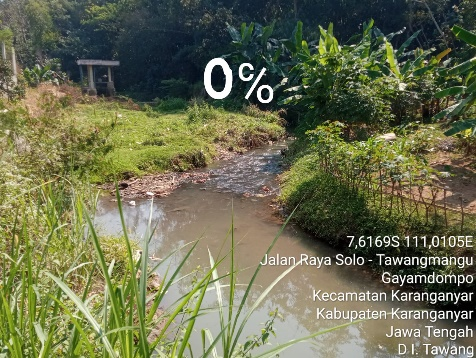 0%
7,6169S 111,0105E
Jalan Raya Solo - Tawangmangu
Gayamdompo
Kecamatan Karanganyar
Kabupaten Karanganyar
Jawa Tengah
D.I. Tawang